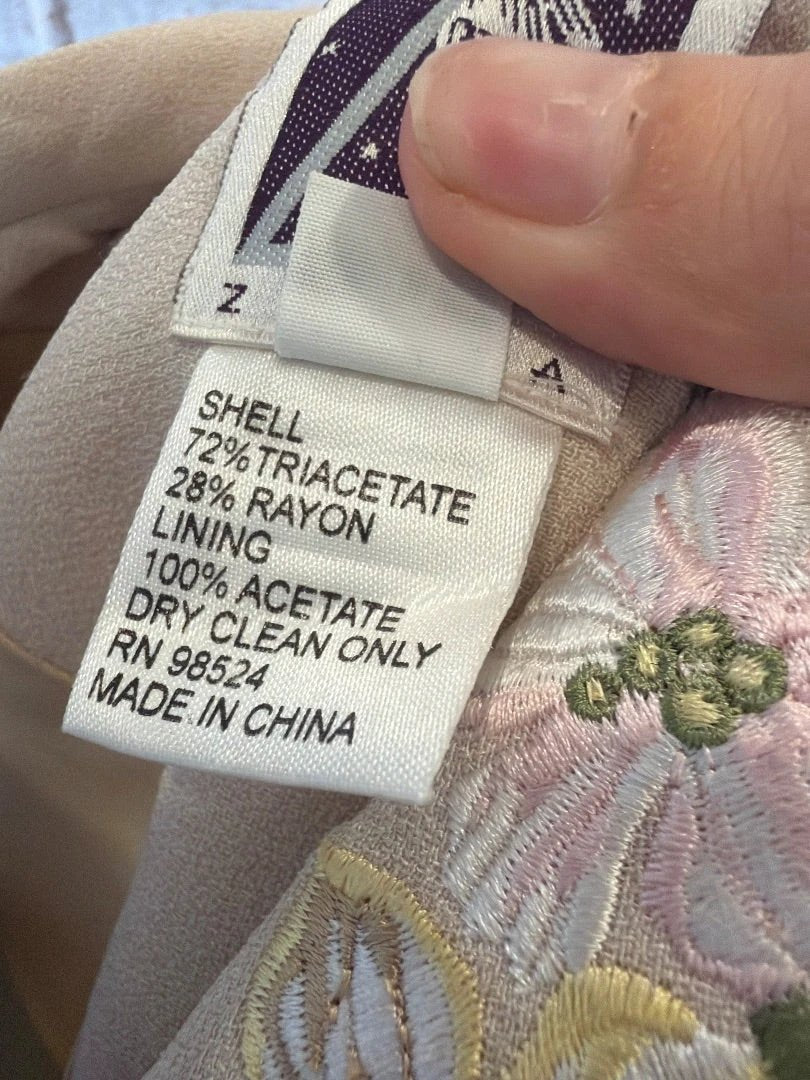 Z A
SHELL
72% TRIACETATE
28% RAYON
LINING
100% ACETATE
DRY CLEAN ONLY
RN 98524
MADE IN CHINA